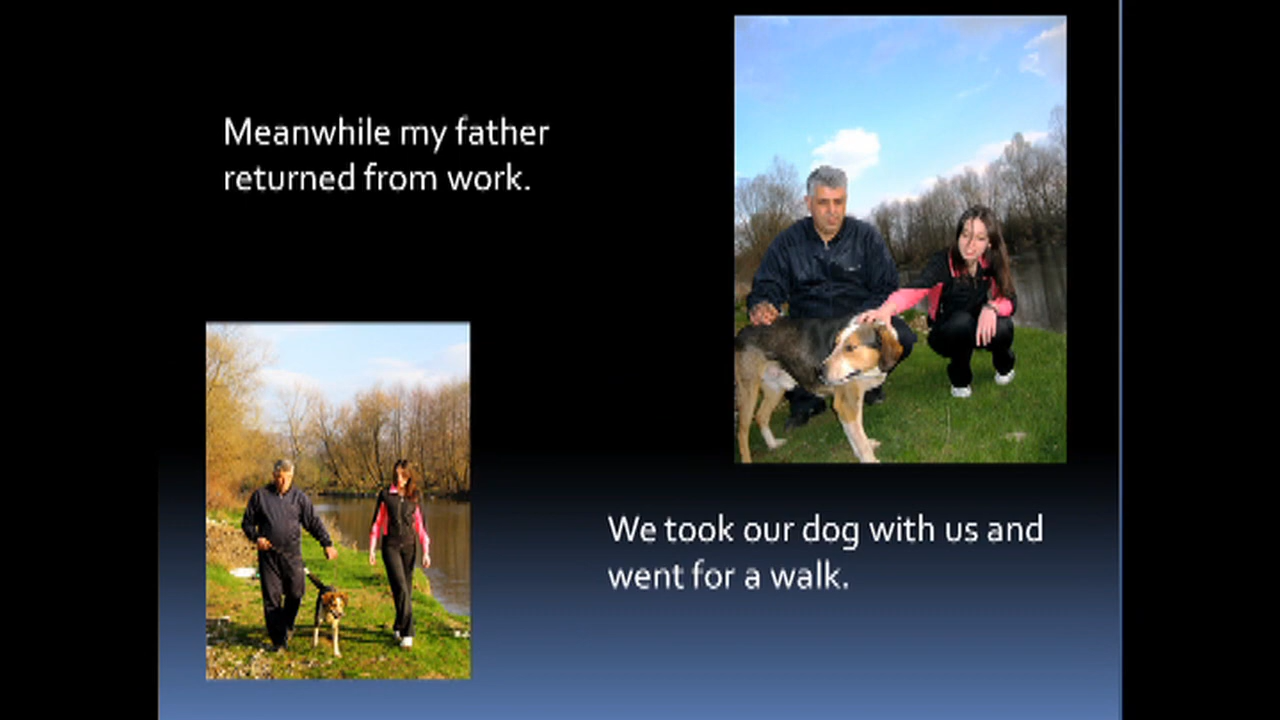 Meanwhile my father
returned from work.
We took our dog with us and
went for a walk.